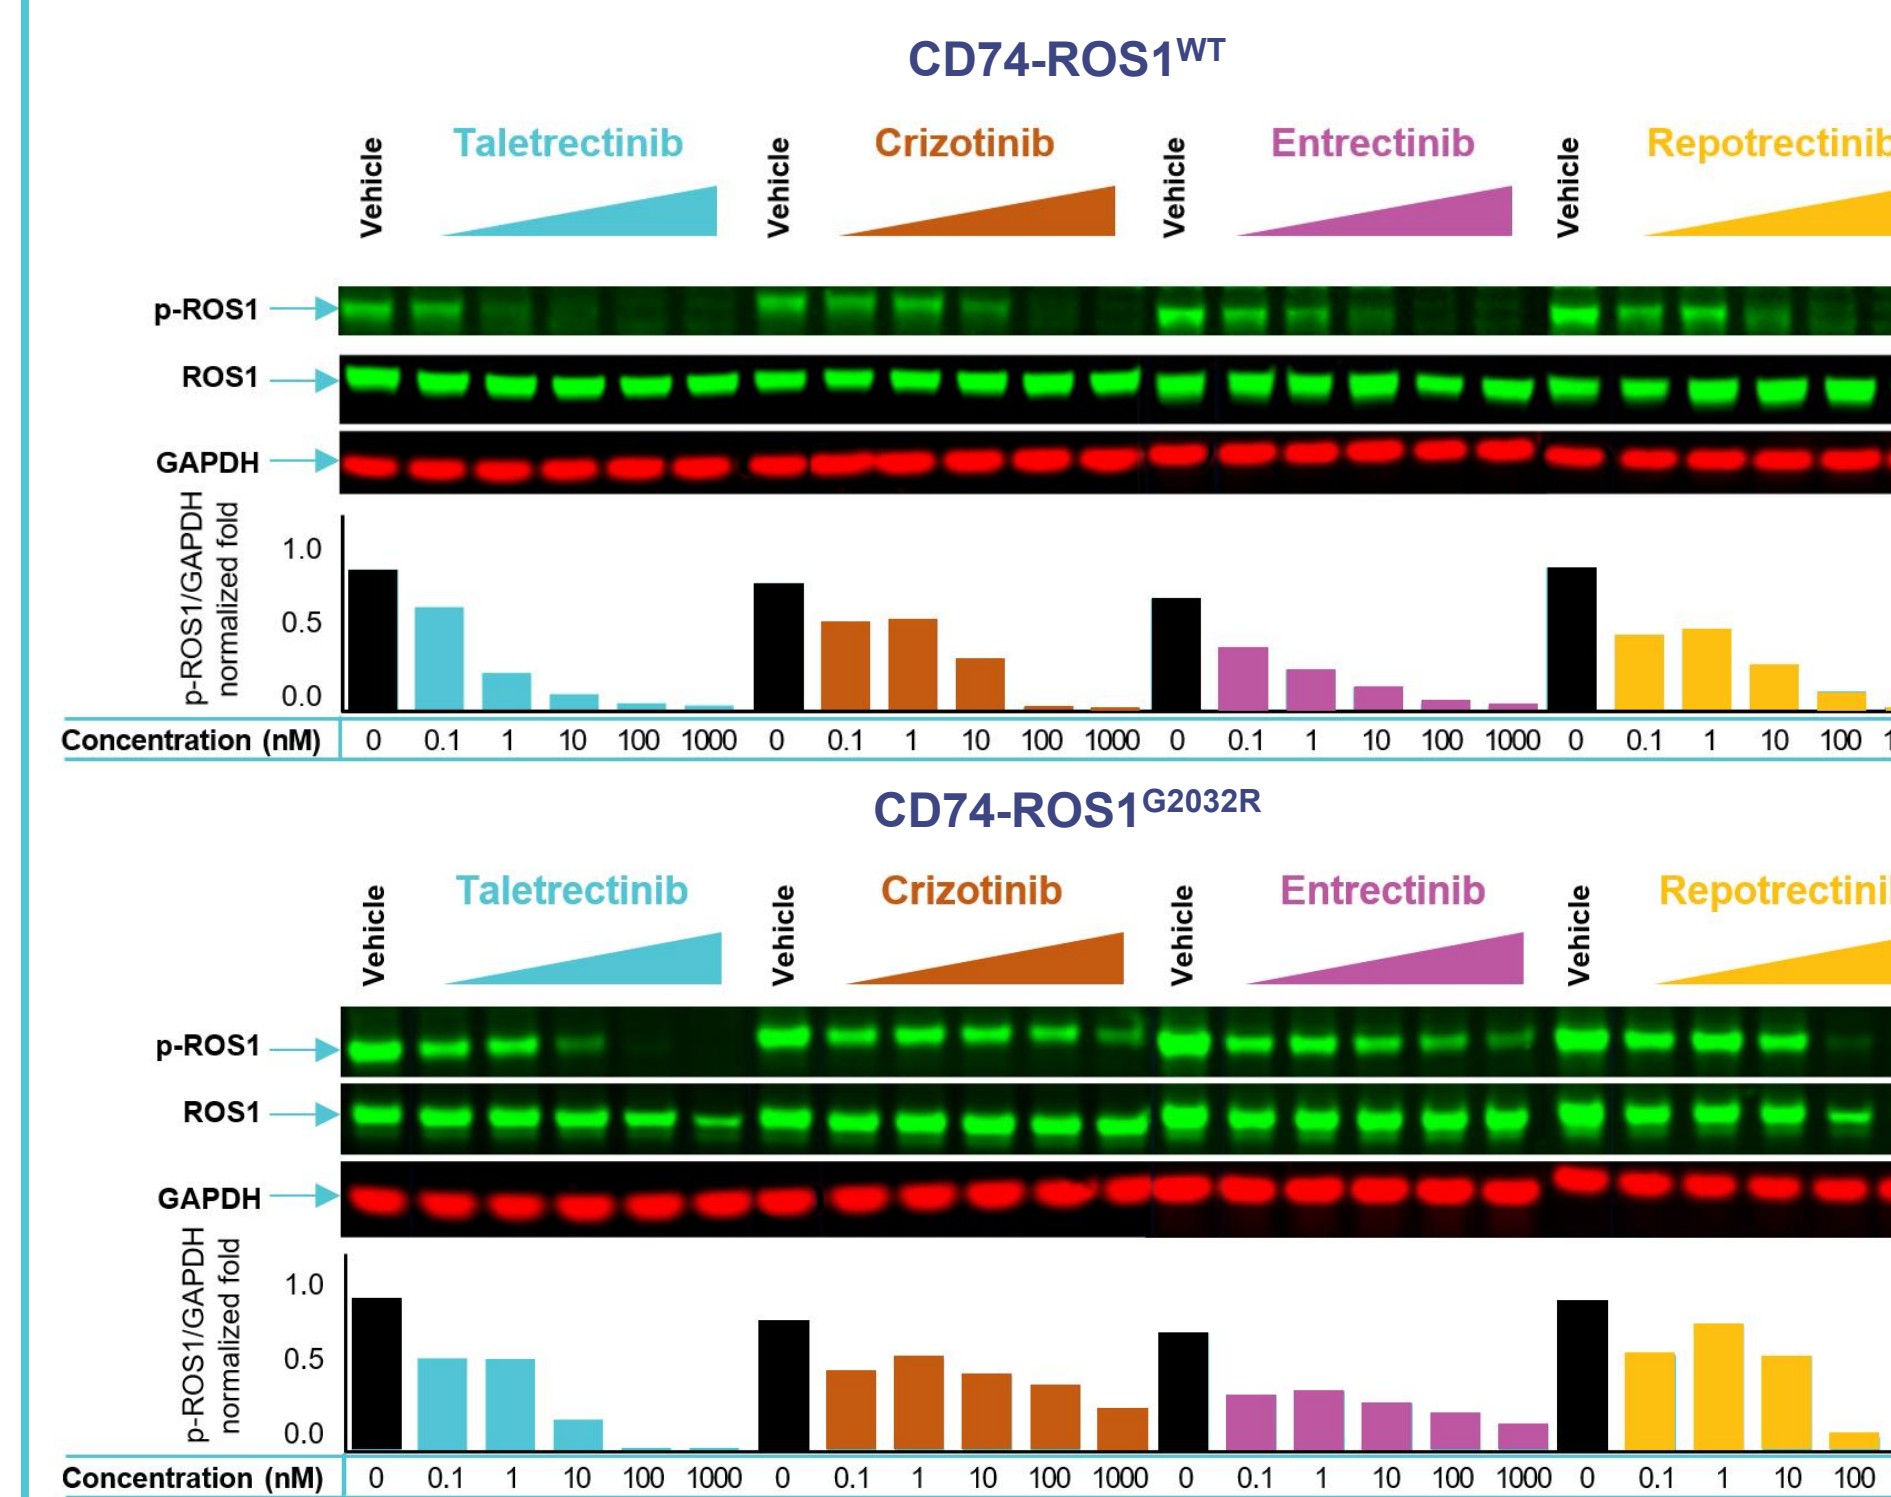 CD74-ROS1WT
Vehicle Taletrectinib Vehicle Crizotinib Vehicle Entrectinib Vehicle Repotrectinib
p-ROS1
ROS1
GAPDH
p-ROS1/GAPDH
normalized fold
1.0
0.5
0.0
Concentration (nM) 0 0.1 1 10 100 1000 0 0.1 1 10 100 1000 0 0.1 1 10 100 1000 0 0.1 1 10 100
CD74-ROS1G2032R
Vehicle Taletrectinib Vehicle Crizotinib Vehicle Entrectinib Vehicle Repotrectini
p-ROS1
ROS1
GAPDH
p-ROS1/GAPDH
normalized fold
1.0
0.5
0.0
Concentration (nM) 0 0.1 1 10 100 1000 0 0.1 1 10 100 1000 0 0.1 1 10 100 1000 0 0.1 1 10 100